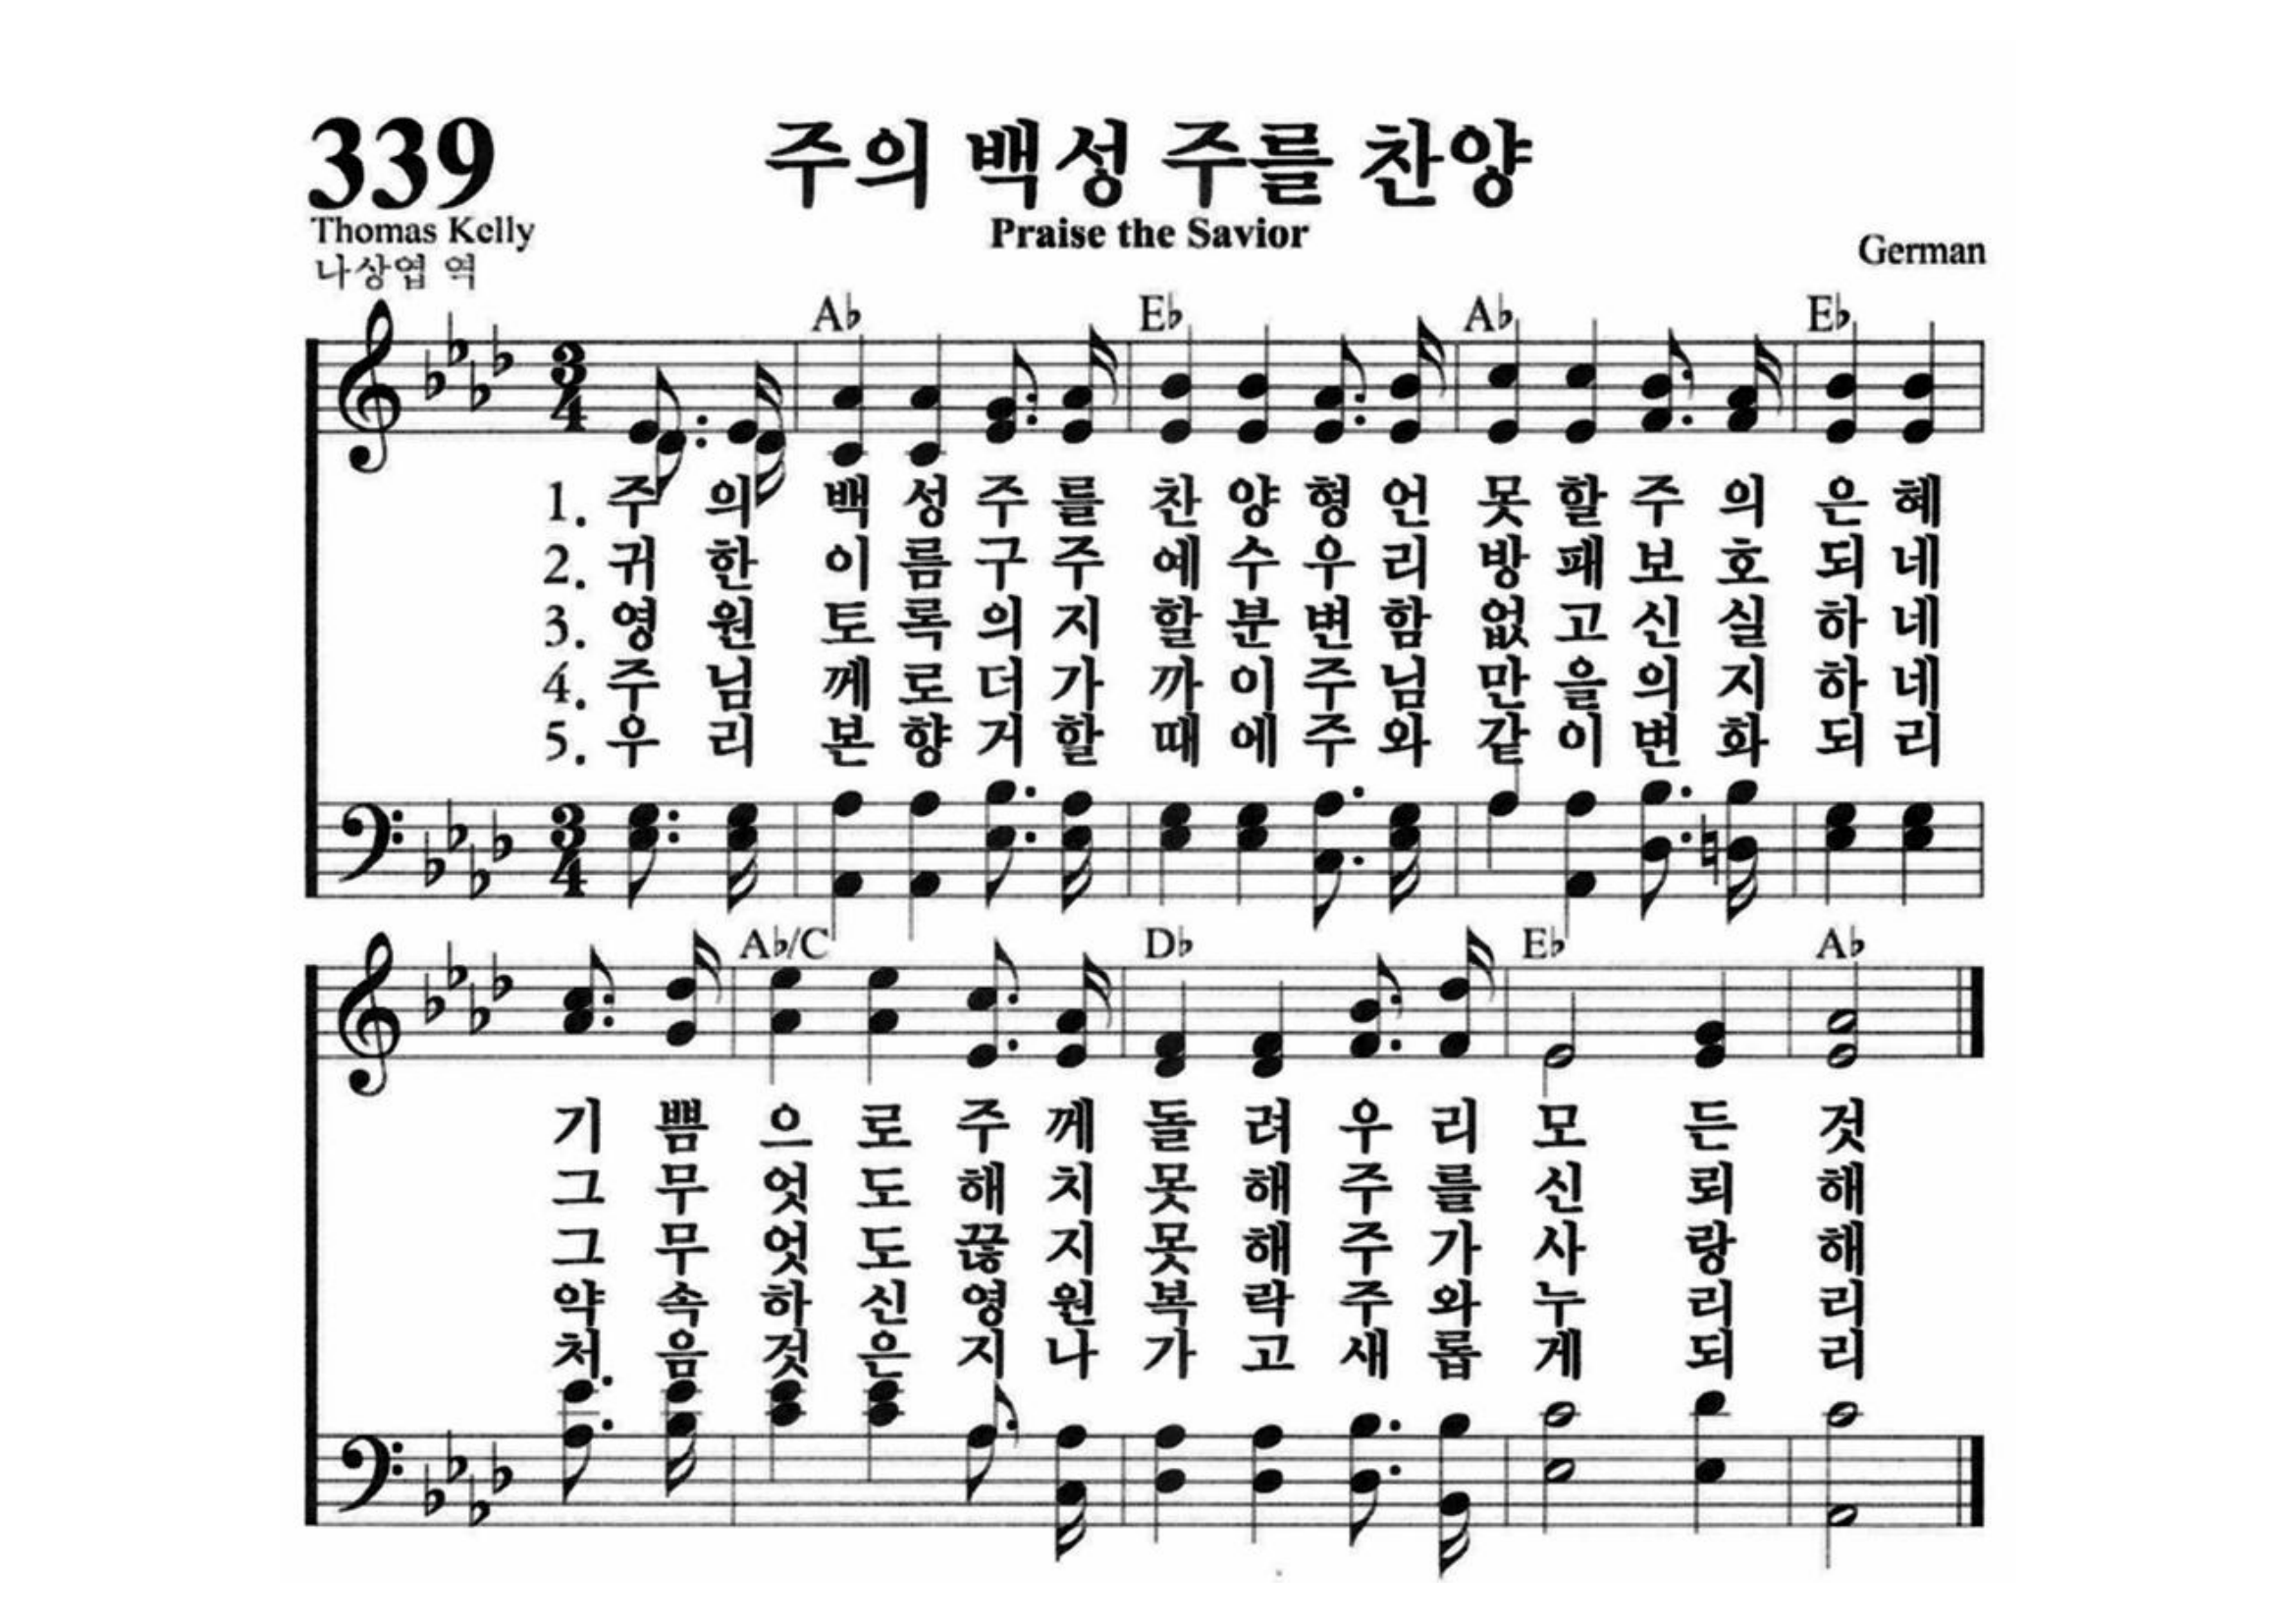 339
주의 백성 주를 찬양
Thomas Kelly
Praise the Savior
German
나상엽 역
A♭ E♭ A♭ E♭
1. 주 의 백 성 주 를 찬 양 형 언 못 할 주 의 은 혜
2. 귀 한 이 름 구 주 예 수 우 리 방 패 보 호 되 네
3. 영 원 토 록 의 지 할 분 변 함 없 고 신 실 하 네
4. 주 님 께 로 더 가 까 이 주 님 만 을 의 지 하 네
5. 우 리 본 향 거 할 때 에 주 와 같 이 변 화 되 리
A♭/C D♭ E♭ A♭
기 쁨 으 로 주 께 돌 려 우 리 모 든 것
그 무 엇 도 해 치 못 해 주 를 신 뢰 해
그 무 엇 도 끊 지 못 해 주 가 사 랑 해
약 속 하 신 영 원 복 락 주 와 누 리 리
처 음 것 은 지 나 가 고 새 롭 게 되 리